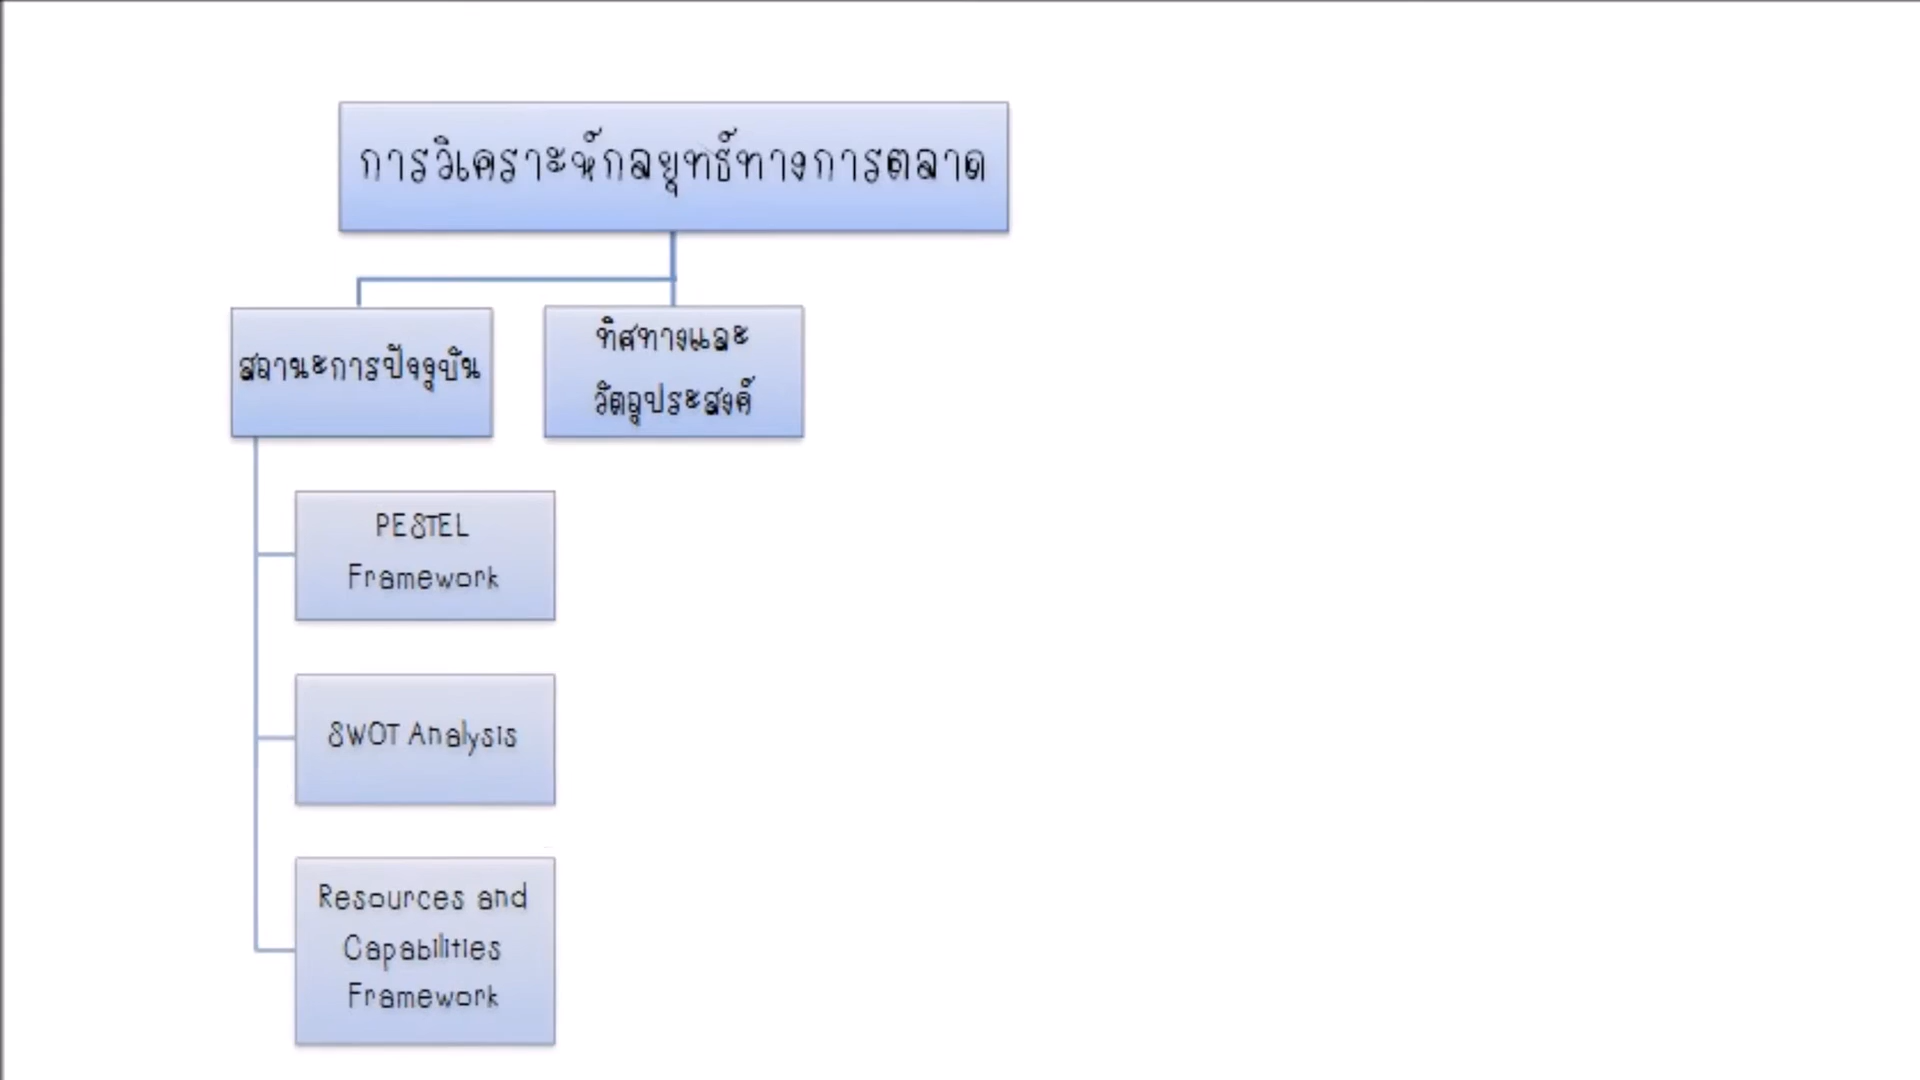 การวิเคราะห์กลยุทธ์ทางการตลาด
สถานะการปัจจุบัน
ทิศทางและ
วัตถุประสงค์
PESTEL
Framework
SWOT Analysis
Resources and
Capabilities
Framework